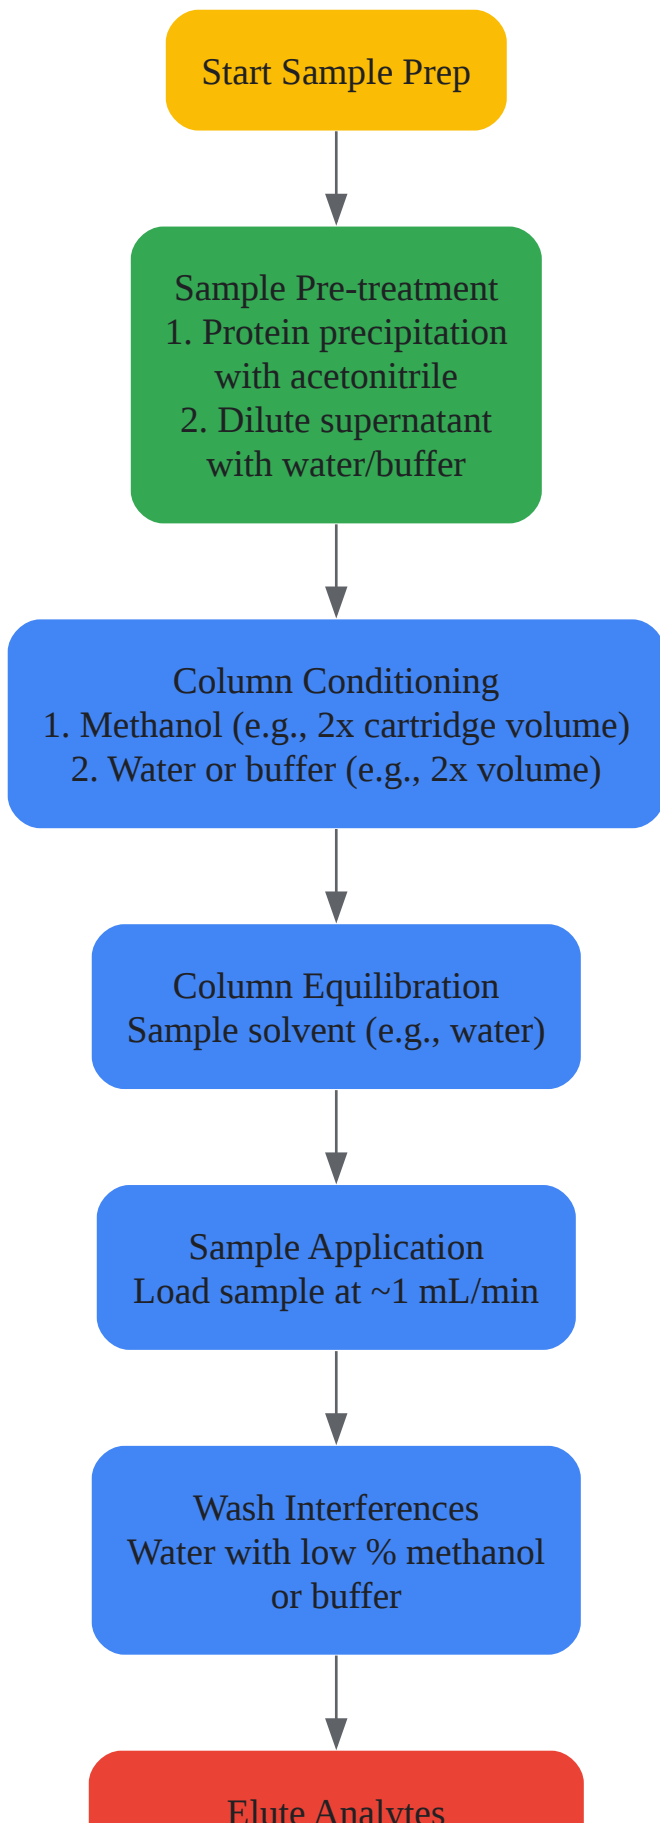 Start Sample Prep
Sample Pre-treatment
1. Protein precipitation
with acetonitrile
2. Dilute supernatant
with water/buffer
Column Conditioning
1. Methanol (e.g., 2x cartridge volume)
2. Water or buffer (e.g., 2x volume)
Column Equilibration
Sample solvent (e.g., water)
Sample Application
Load sample at ~1 mL/min
Wash Interferences
Water with low % methanol
or buffer
Elute Analytes